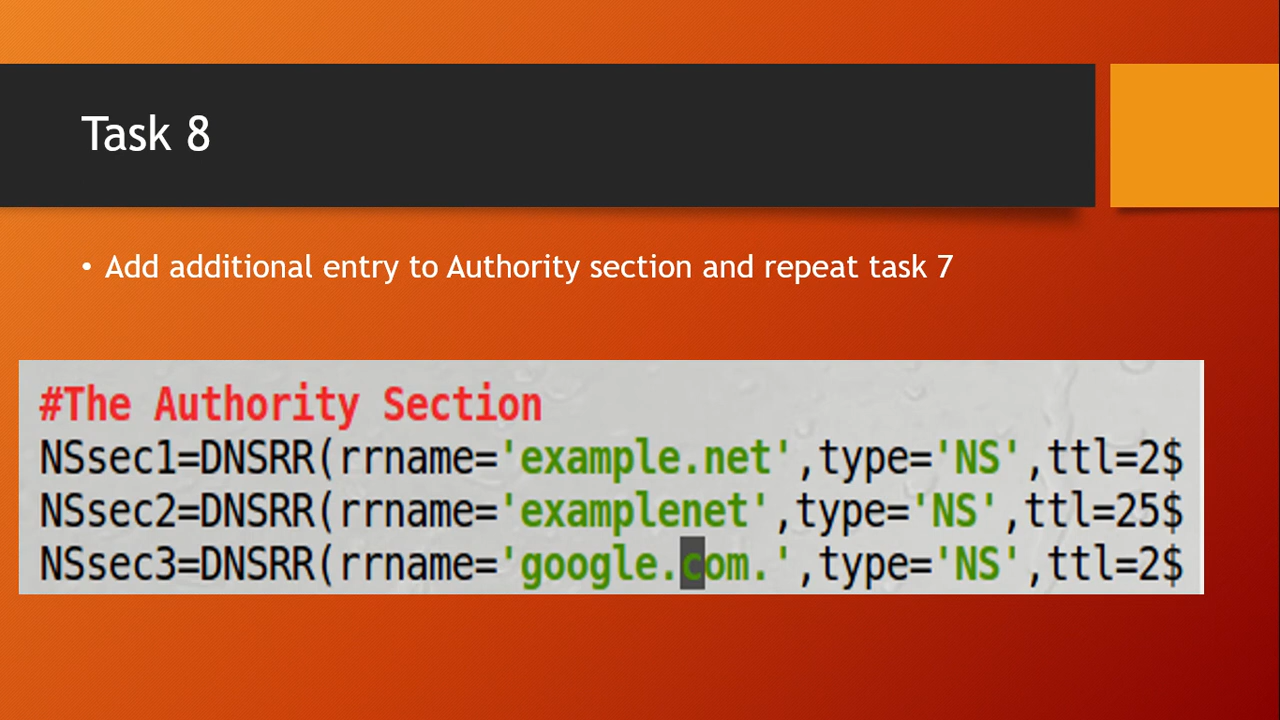 Task 8
• Add additional entry to Authority section and repeat task 7
#The Authority Section
NSsec1=DNSRR(rrname='example.net',type='NS',ttl=2$
NSsec2=DNSRR(rrname='examplenet',type='NS',ttl=25$
NSsec3=DNSRR(rrname='google.com.',type='NS',ttl=2$